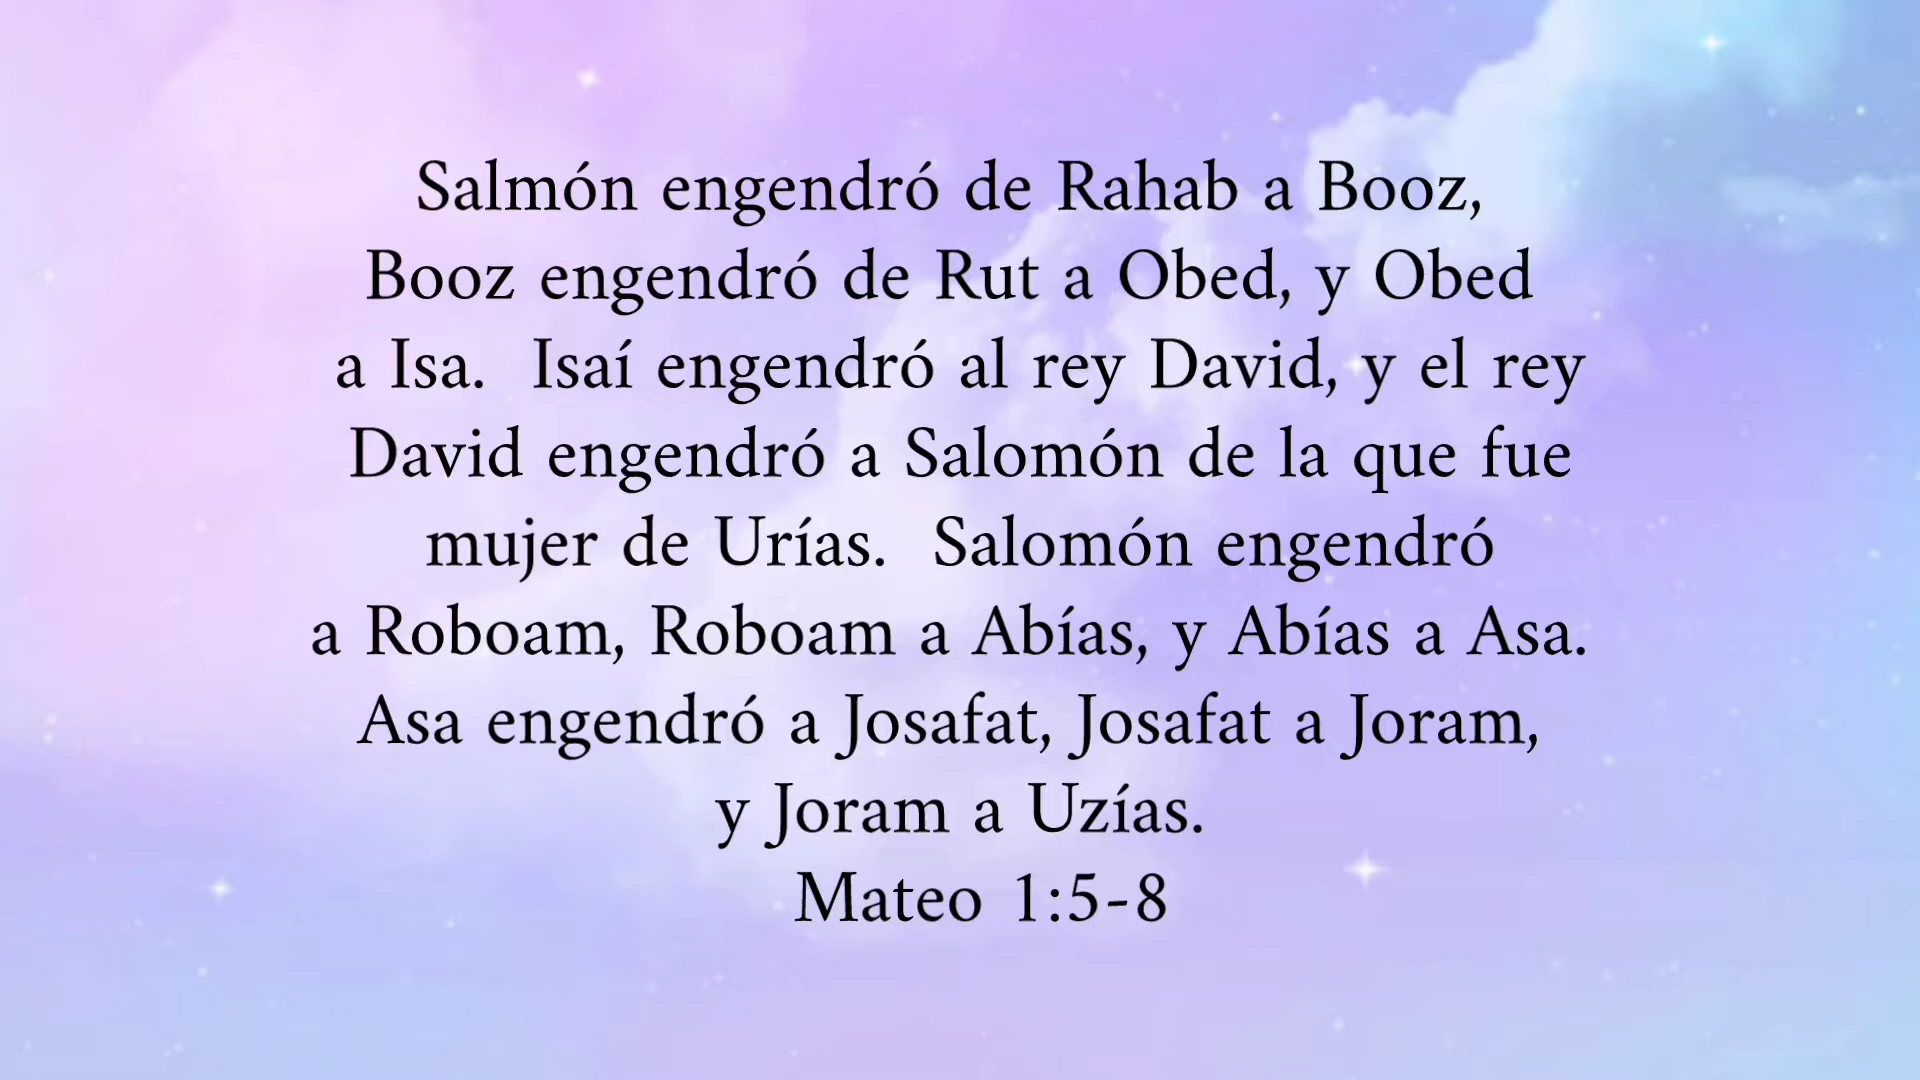 Salmón engendró de Rahab a Booz,
Booz engendró de Rut a Obed, y Obed
a Isa.  Isaí engendró al rey David, y el rey
David engendró a Salomón de la que fue
mujer de Urías.  Salomón engendró
a Roboam, Roboam a Abías, y Abías a Asa.
Asa engendró a Josafat, Josafat a Joram,
y Joram a Uzías.
Mateo 1:5-8